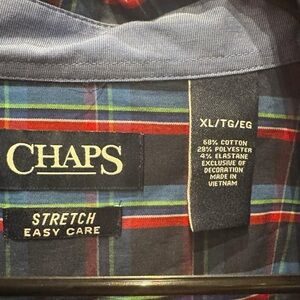 CHAPS
STRETCH
EASY CARE
XL/TG/EG
68% COTTON
28% POLYESTER
4% ELASTANE
EXCLUSIVE OF
DECORATION
MADE IN
VIETNAM